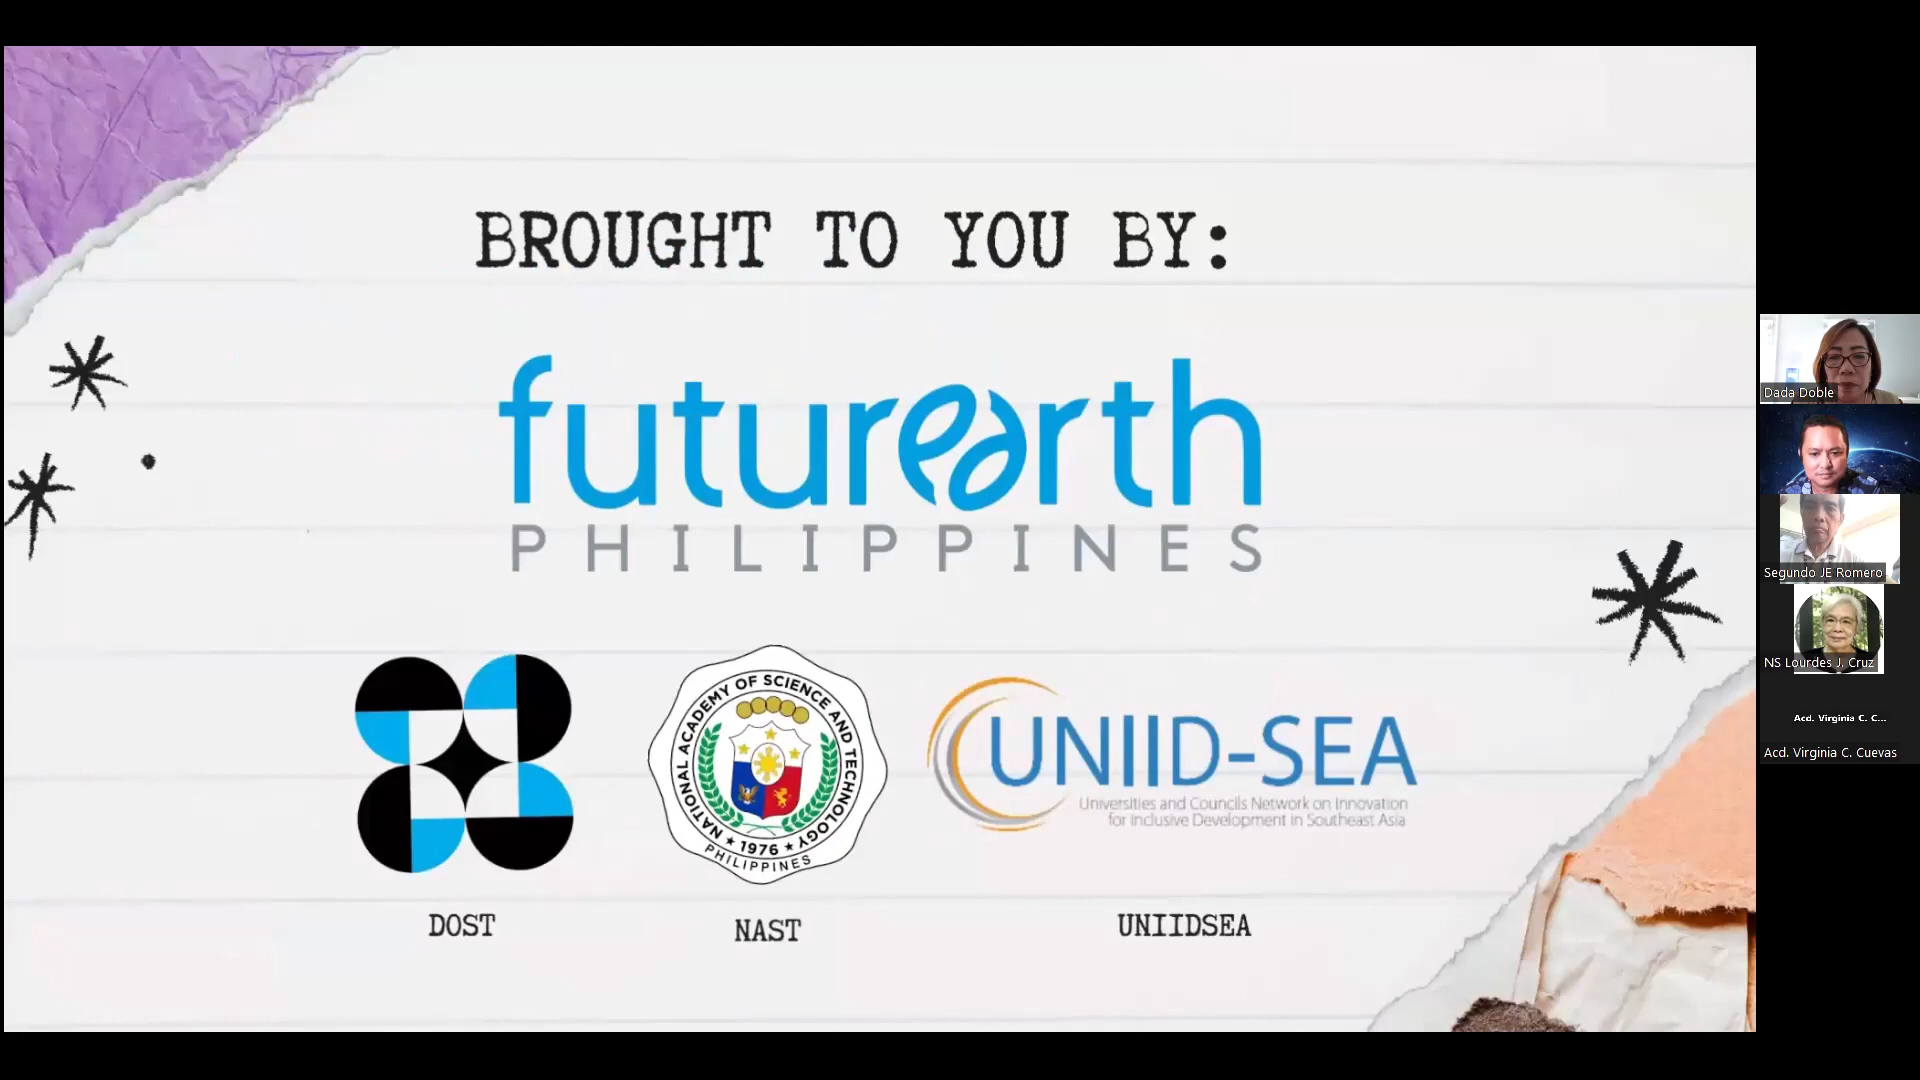 BROUGHT TO YOU BY:
futurearth
PHILIPPINES
NATIONAL ACADEMY OF SCIENCE AND TECHNOLOGY
★ 1976 ★
PHILIPPINES
UNIID-SEA
Universities and Councils Network on Innovation
for Inclusive Development in Southeast Asia
DOST
NAST
UNIIDSEA
Dada Doble
Segundo JE Romero
NS Lourdes J. Cruz
Acd. Virginia C. C...
Acd. Virginia C. Cuevas